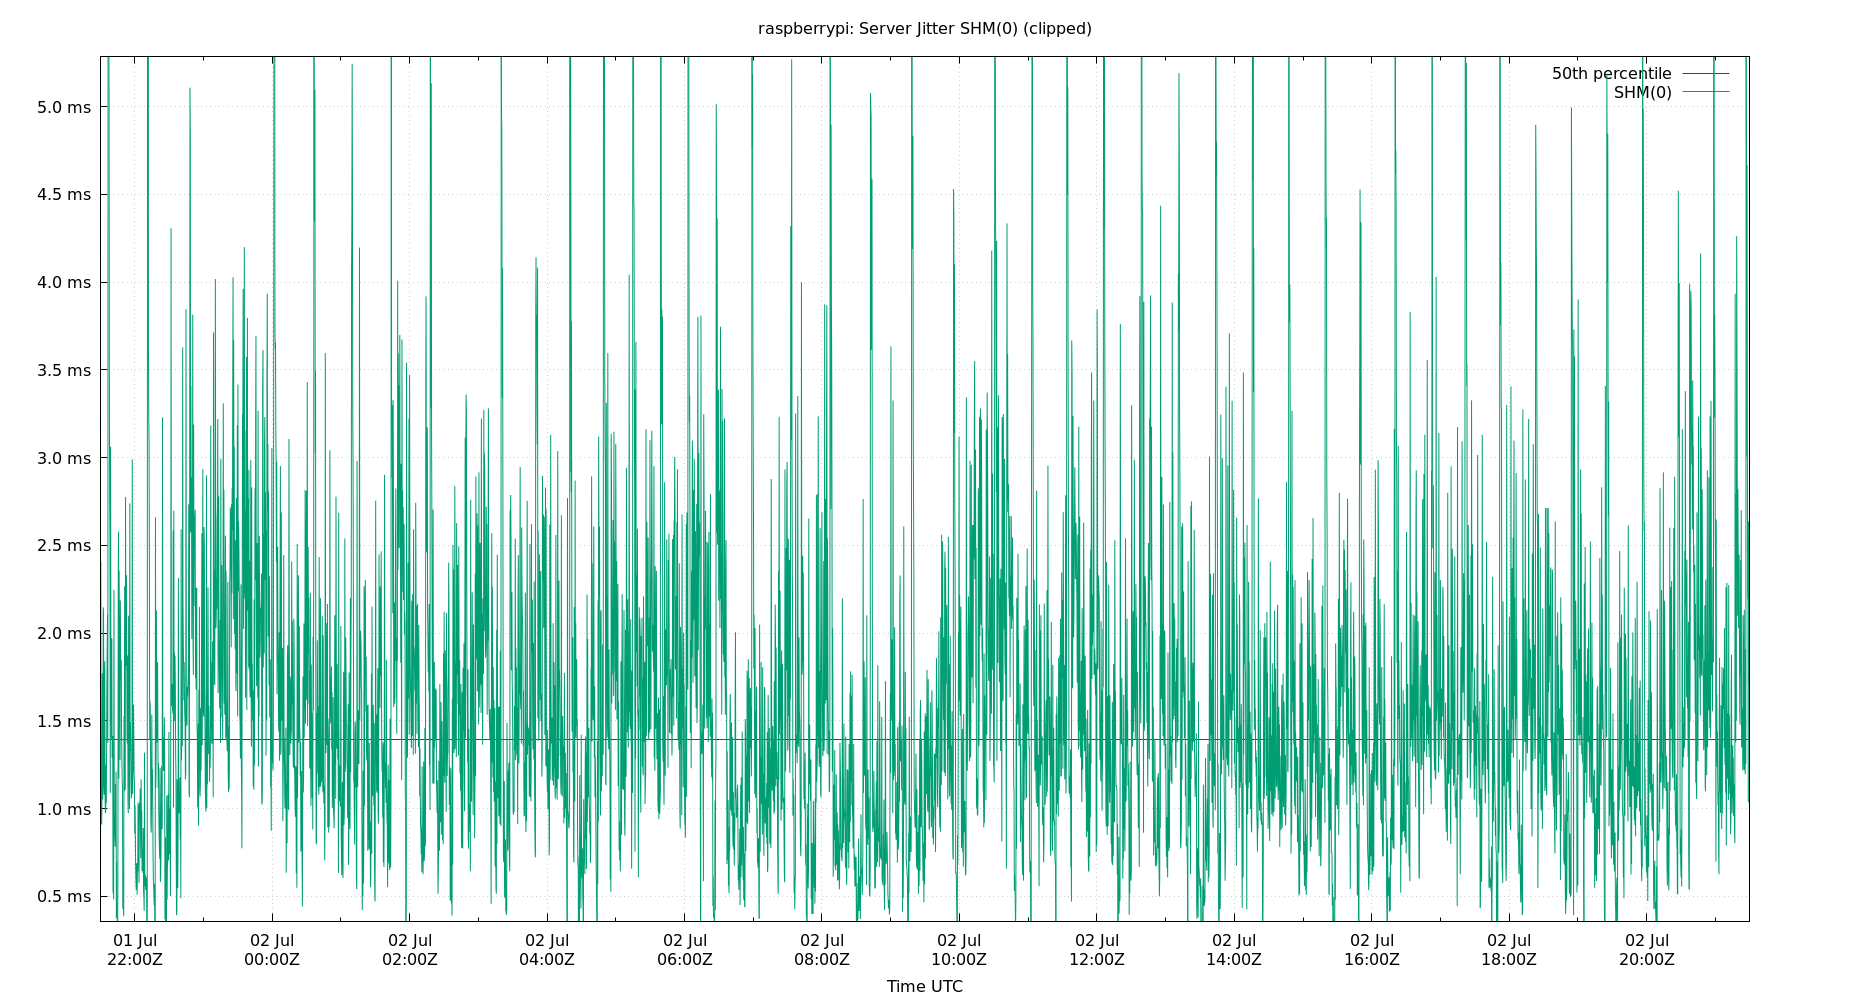 raspberrypi: Server Jitter SHM(0) (clipped)
50th percentile
SHM(0)
5.0 ms
4.5 ms
4.0 ms
3.5 ms
3.0 ms
2.5 ms
2.0 ms
1.5 ms
1.0 ms
0.5 ms
01 Jul 02 Jul 02 Jul 02 Jul 02 Jul 02 Jul 02 Jul 02 Jul 02 Jul 02 Jul 02 Jul 02 Jul
22:00Z 00:00Z 02:00Z 04:00Z 06:00Z 08:00Z 10:00Z 12:00Z 14:00Z 16:00Z 18:00Z 20:00Z
Time UTC